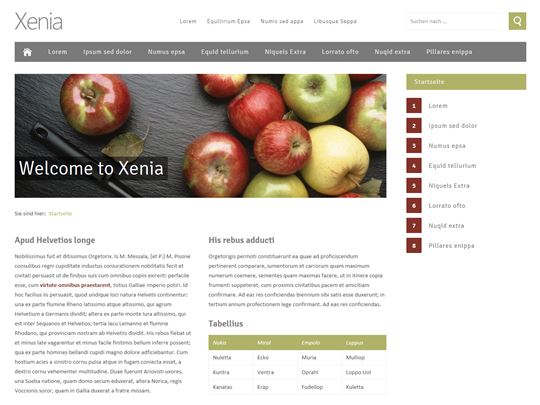 Xenia
Lorem Equilirium Epsa Numis sed appa Libusque Seppa
Suchen nach ...
Lorem Ipsum sed dolor Numus epsa Equid tellurium Niqueis Extra Lorrato ofto Nuqid extra Pillares enippa
Welcome to Xenia
Startseite
1 Lorem
2 Ipsum sed dolor
3 Numus epsa
4 Equid tellurium
5 Niqueis Extra
6 Lorrato ofto
7 Nuqid extra
8 Pillares enippa
Sie sind hier: Startseite
Apud Helvetios longe
Nobilissimus fuit et ditissimus Orgetorix. Is M. Messala, [et P.] M. Pisone
consulibus regni cupiditate inductus coniurationem nobilitatis fecit et
civitati persuasit ut de finibus suis cum omnibus copiis exirent: perfacile
esse, cum virtute omnibus praestarent, totius Galliae imperio potiri. Id
hoc facilius iis persuasit, quod undique loci natura Helvetii continentur:
una ex parte flumine Rheno latissimo atque altissimo, qui agrum
Helvetium a Germanis dividit; altera ex parte monte Iura altissimo, qui
est inter Sequanos et Helvetios; tertia lacu Lemanno et flumine
Rhodano, qui provinciam nostram ab Helvetiis dividit. His rebus fiebat ut
et minus late vagarentur et minus facile finitimis bellum inferre possent;
qua ex parte homines bellandi cupidi magno dolore adficiebantur. Cum
hostium acies a sinistro cornu pulsa atque in fugam coniecta esset, a
dextro cornu vehementer multitudine. Duae fuerunt Ariovisti uxores,
una Sueba natione, quam domo secum eduxerat, altera Norica, regis
Voccionis soror, quam in Gallia duxerat a fratre missam.
His rebus adducti
Orgetorigis permoti constituerunt ea quae ad proficiscendum
pertinerent comparare, iumentorum et carrorum quam maximum
numerum coemere, sementes quam maximas facere, ut in itinere copia
frumenti suppeteret, cum proximis civitatibus pacem et amicitiam
confirmare. Ad eas res conficiendas biennium sibi satis esse duxerunt; in
tertium annum profectionem lege confirmant. Ad eas res conficiendas.
Tabellius
Nukis Mirat Empolo Luppus
Nuletta Ecko Muria Mulliop
Kuntra Ventra Oprahl Loppo Uol
Kanatas Erap Fudellop Kuletta